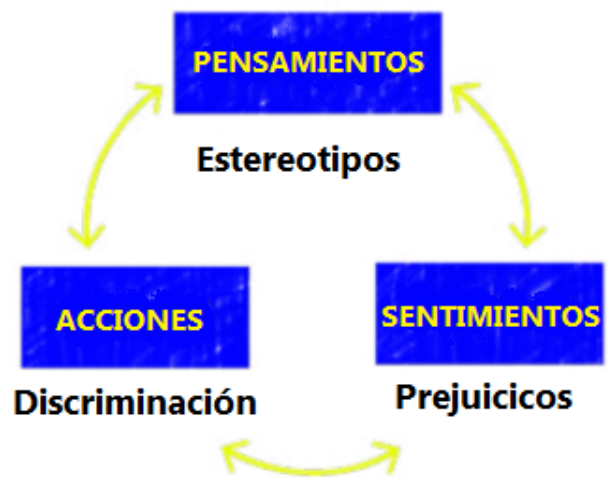 PENSAMIENTOS
Estereotipos
ACCIONES
SENTIMIENTOS
Discriminación
Prejuicicos